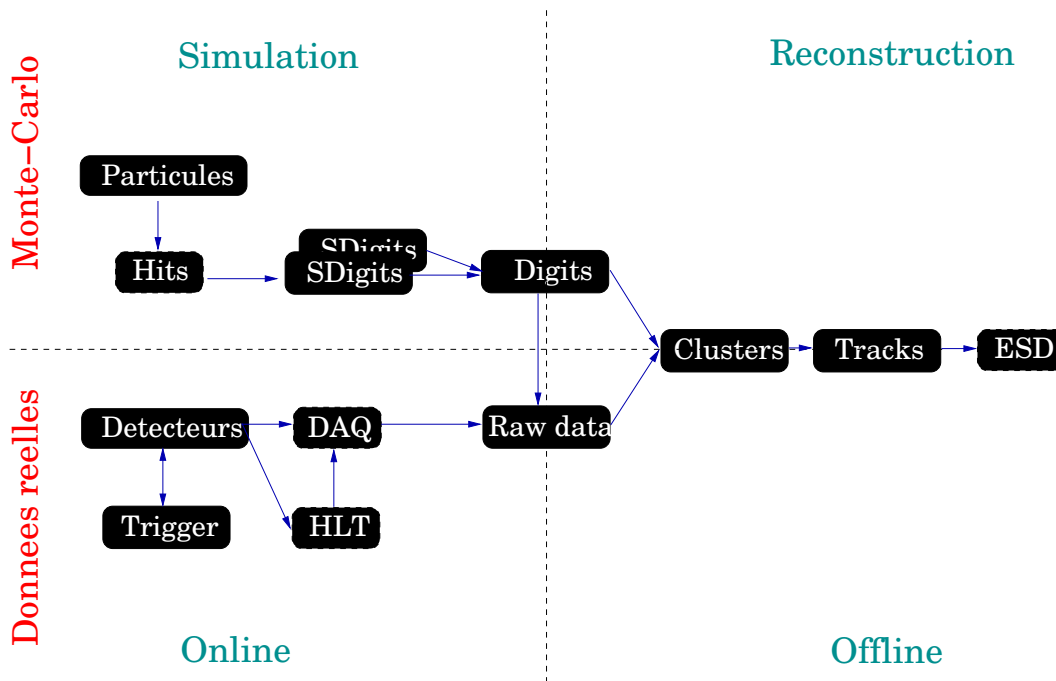 Simulation
Reconstruction
Monte−Carlo
Particules
SDigits
Hits
SDigits
Digits
Clusters
Tracks
ESD
Donnees reelles
Detecteurs
DAQ
Raw data
Trigger
HLT
Online
Offline